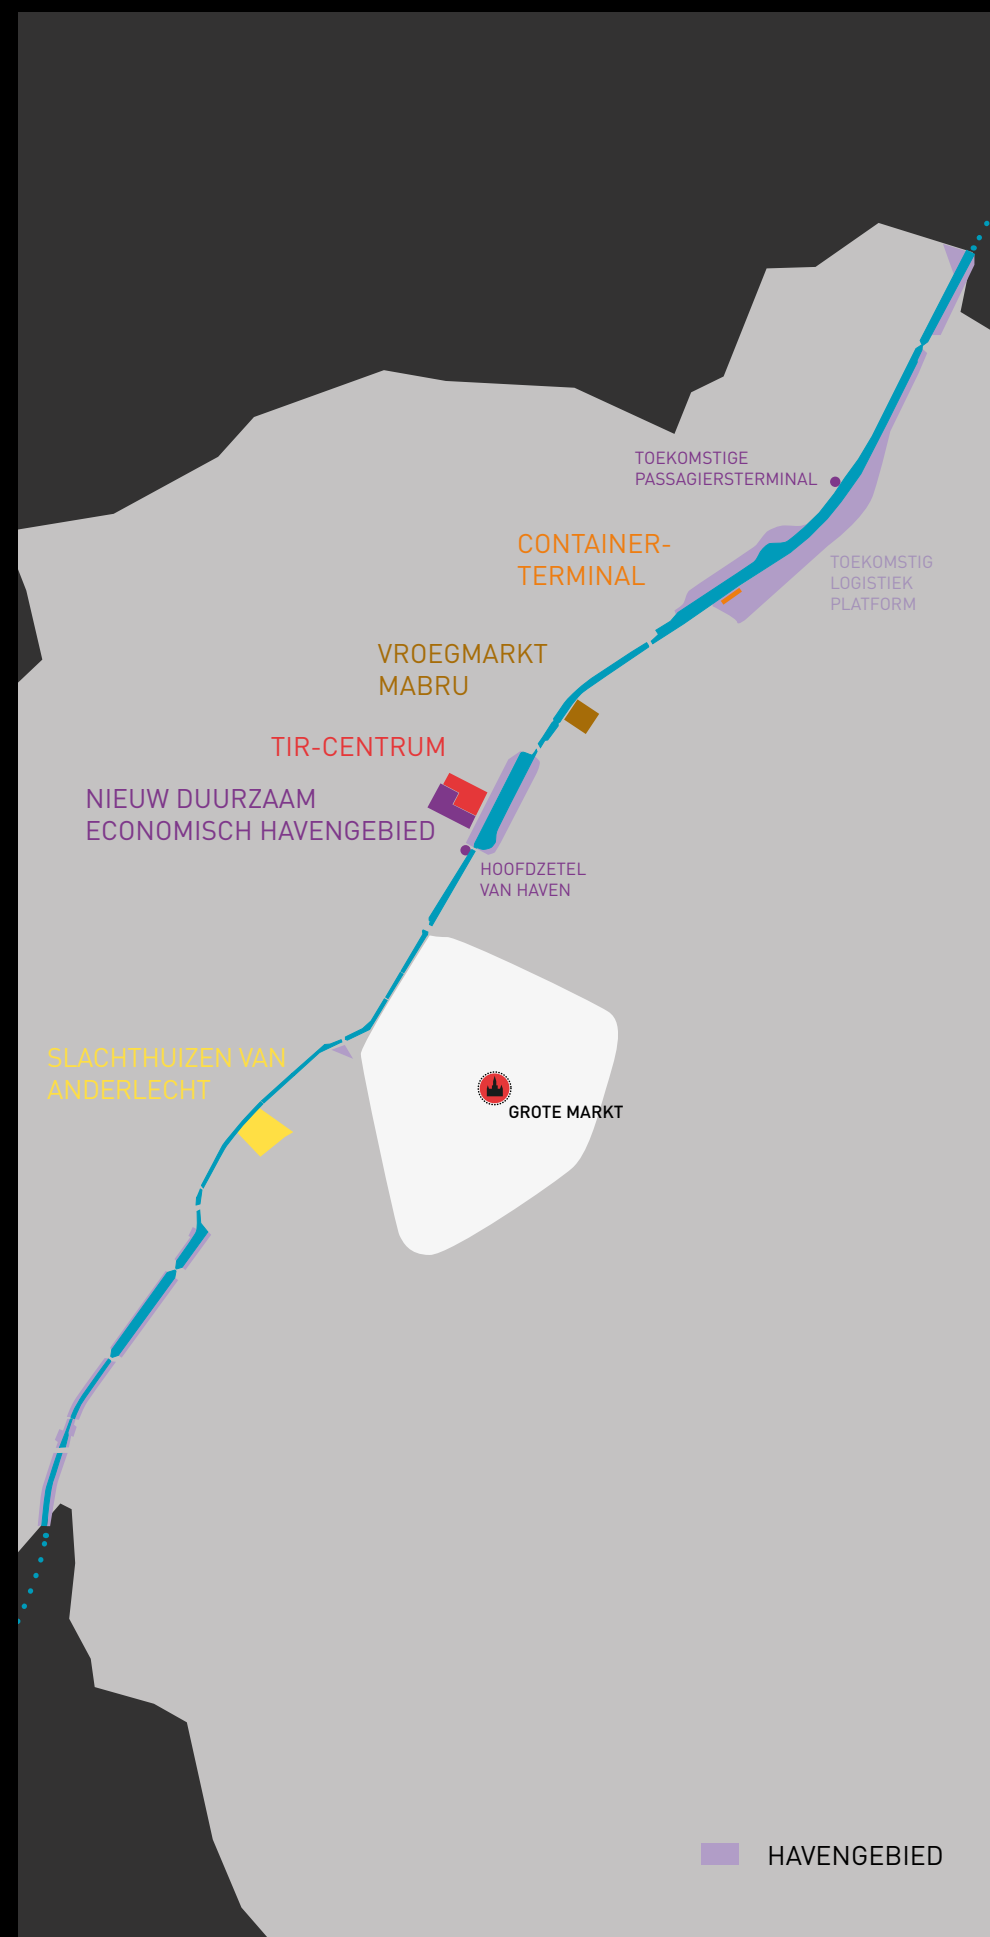 TOEKOMSTIGE
PASSAGIERSTERMINAL
CONTAINER-
TERMINAL
TOEKOMSTIG
LOGISTIEK
PLATFORM
VROEGMARKT
MABRU
TIR-CENTRUM
NIEUW DUURZAAM
ECONOMISCH HAVENGEBIED
HOOFDZETEL
VAN HAVEN
SLACHTHUIZEN VAN
ANDERLECHT
GROTE MARKT
HAVENGEBIED